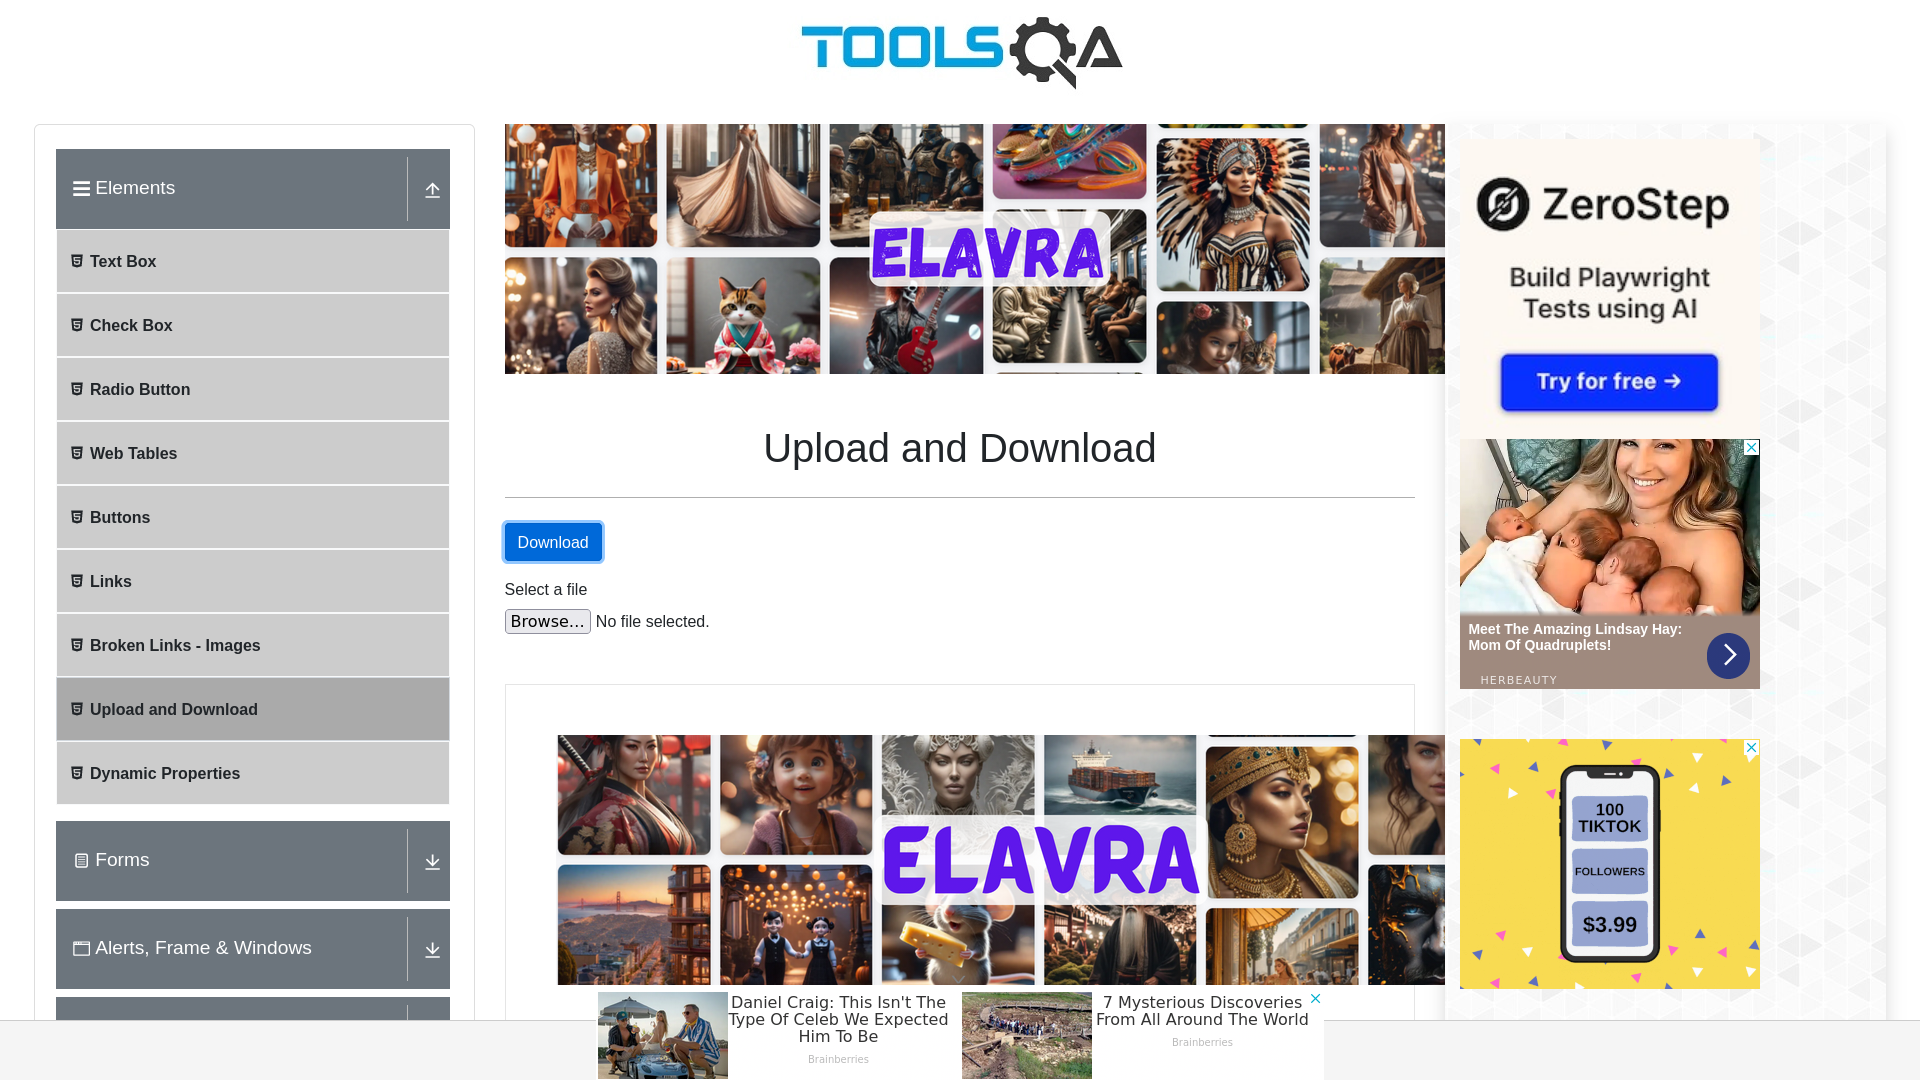 TOOLSQA
Elements
Text Box
Check Box
Radio Button
Web Tables
Buttons
Links
Broken Links - Images
Upload and Download
Dynamic Properties
Forms
Alerts, Frame & Windows
ELAVRA
Upload and Download
Download
Select a file
Browse...
No file selected.
ELAVRA
ZeroStep
Build Playwright
Tests using AI
Try for free →
Meet The Amazing Lindsay Hay:
Mom Of Quadruplets!
HERBEAUTY
100
TIKTOK
FOLLOWERS
$3.99
Daniel Craig: This Isn't The
Type Of Celeb We Expected
Him To Be
Brainberries
7 Mysterious Discoveries
From All Around The World
Brainberries